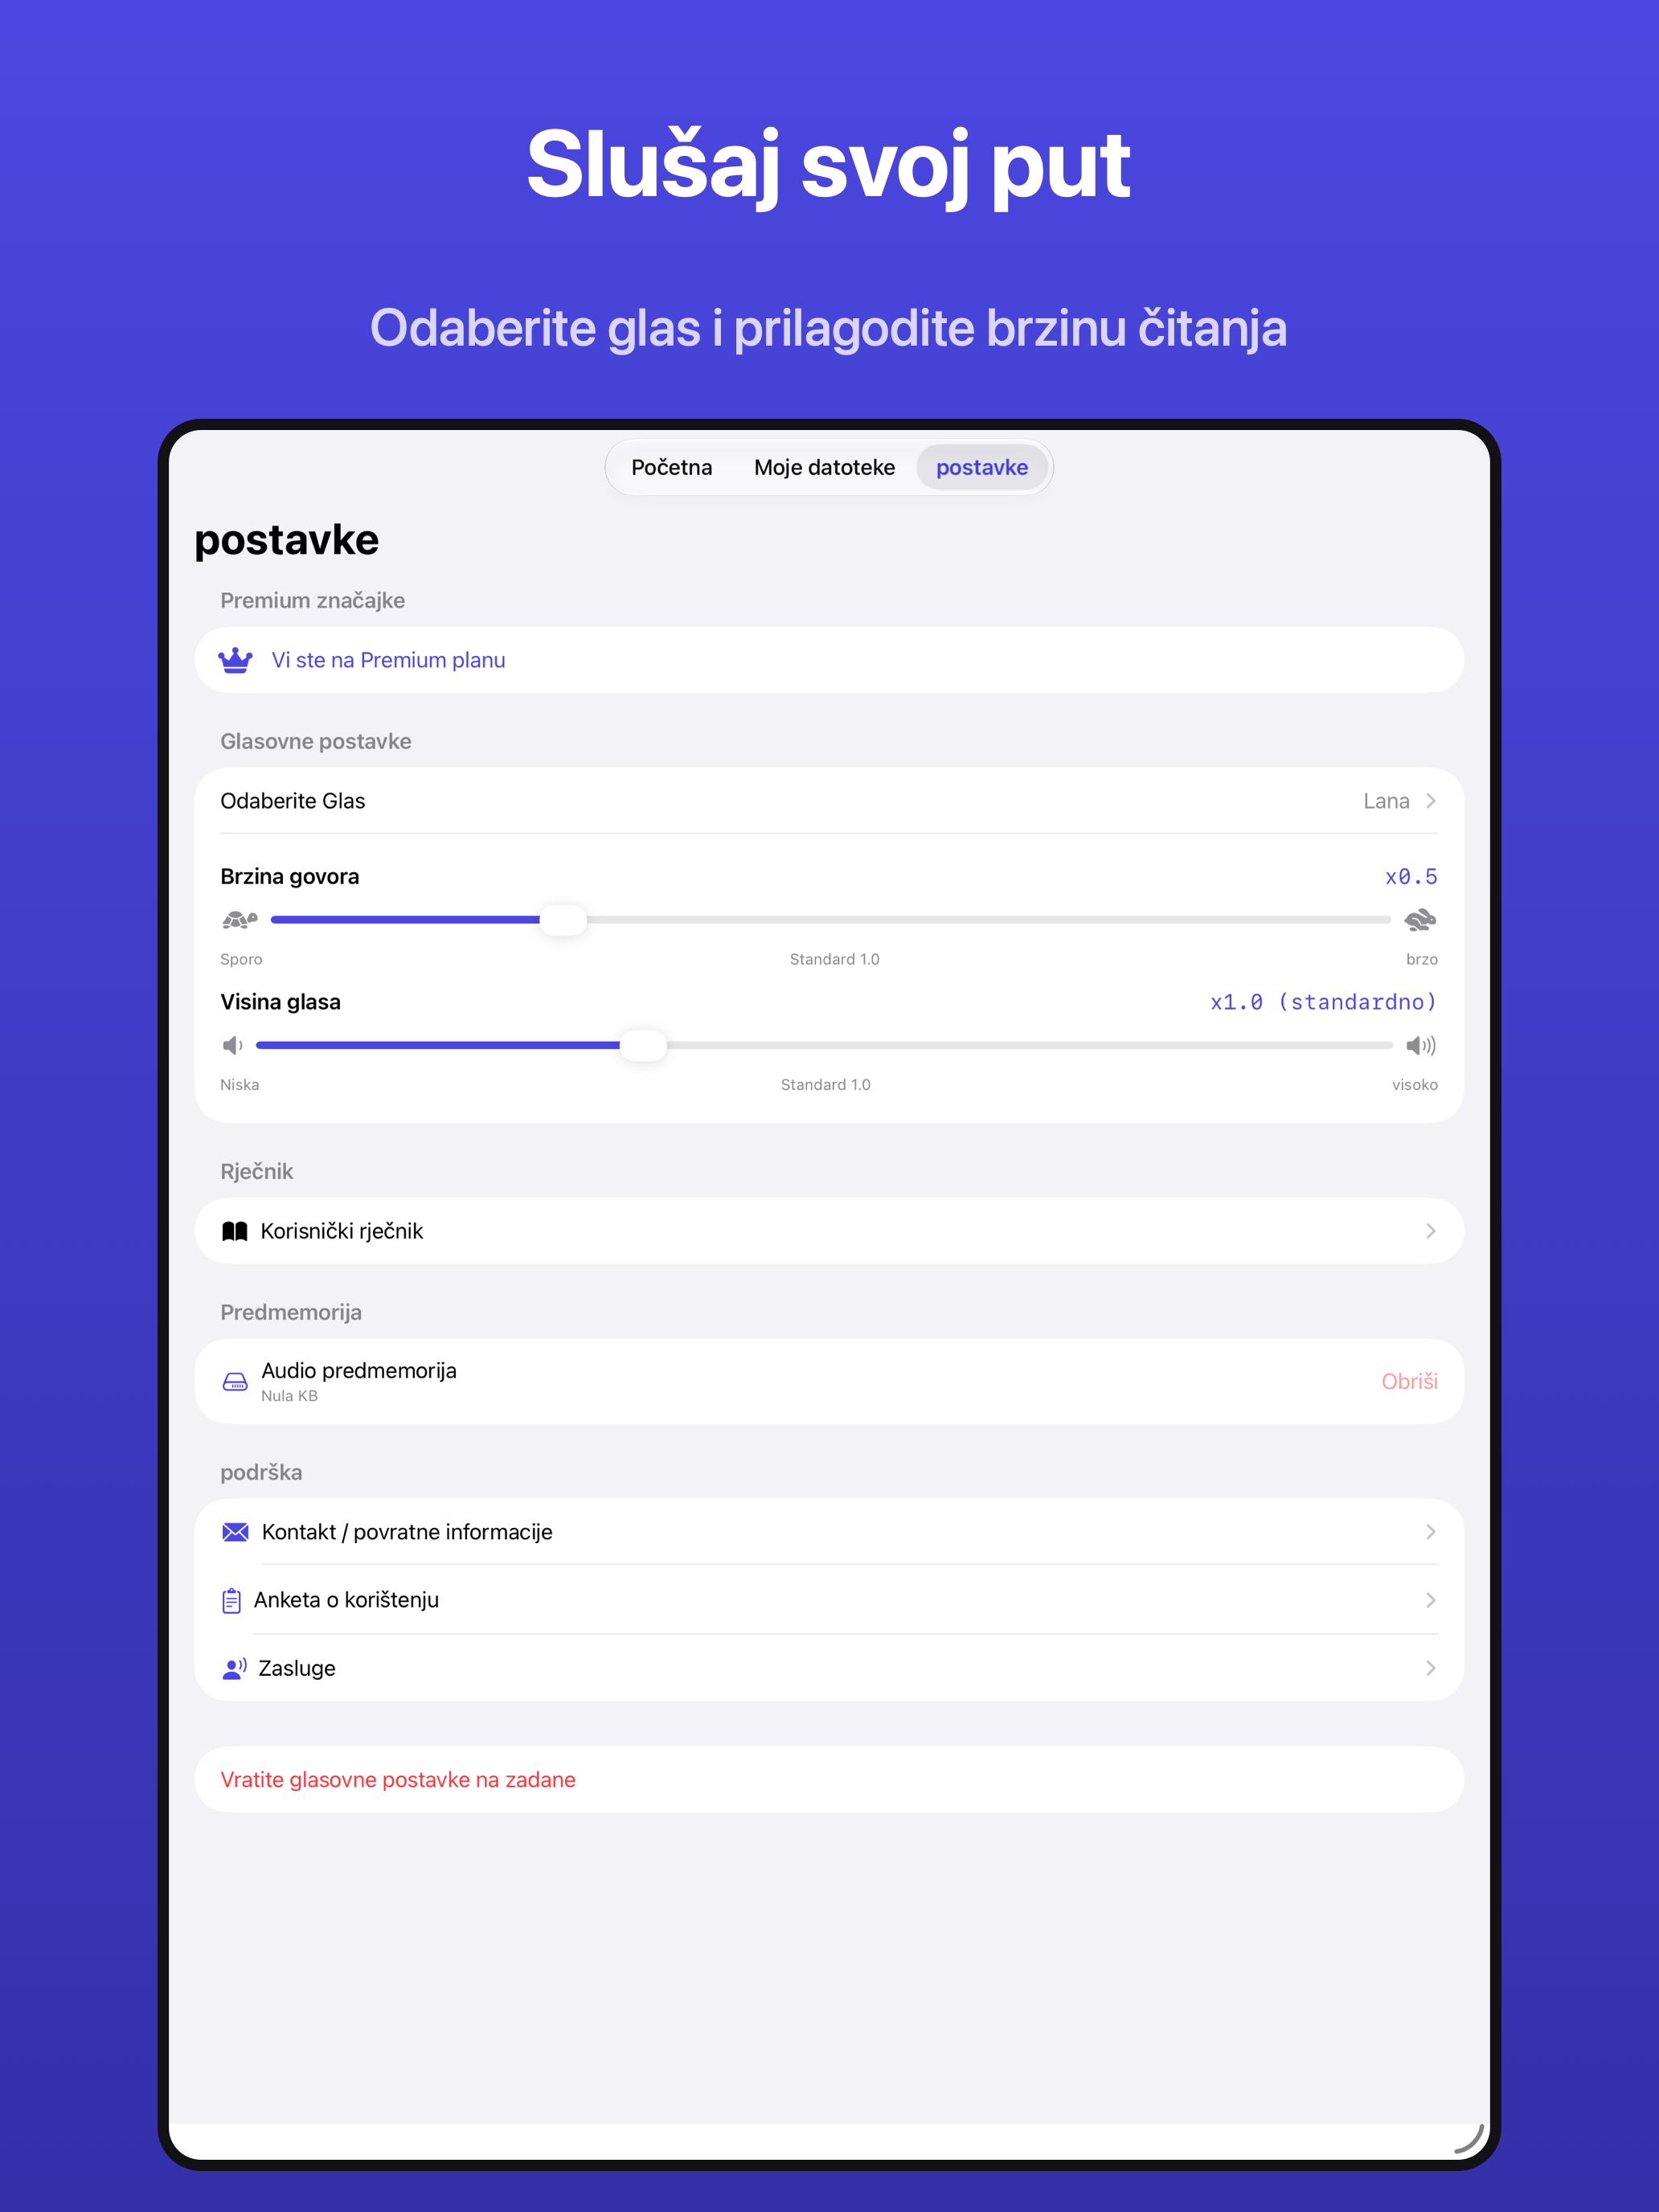 Slušaj svoj put
Odaberite glas i prilagodite brzinu čitanja
Početna Moje datoteke postavke
postavke
Premium značajke
Vi ste na Premium planu
Glasovne postavke
Odaberite Glas Lana
Brzina govora x0.5
Sporo Standard 1.0 brzo
Visina glasa x1.0 (standardno)
Niska Standard 1.0 visoko
Rječnik
Korisnički rječnik
Predmemorija
Audio predmemorija
Nula KB
Obriši
podrška
Kontakt / povratne informacije
Anketa o korištenju
Zasluge
Vratite glasovne postavke na zadane